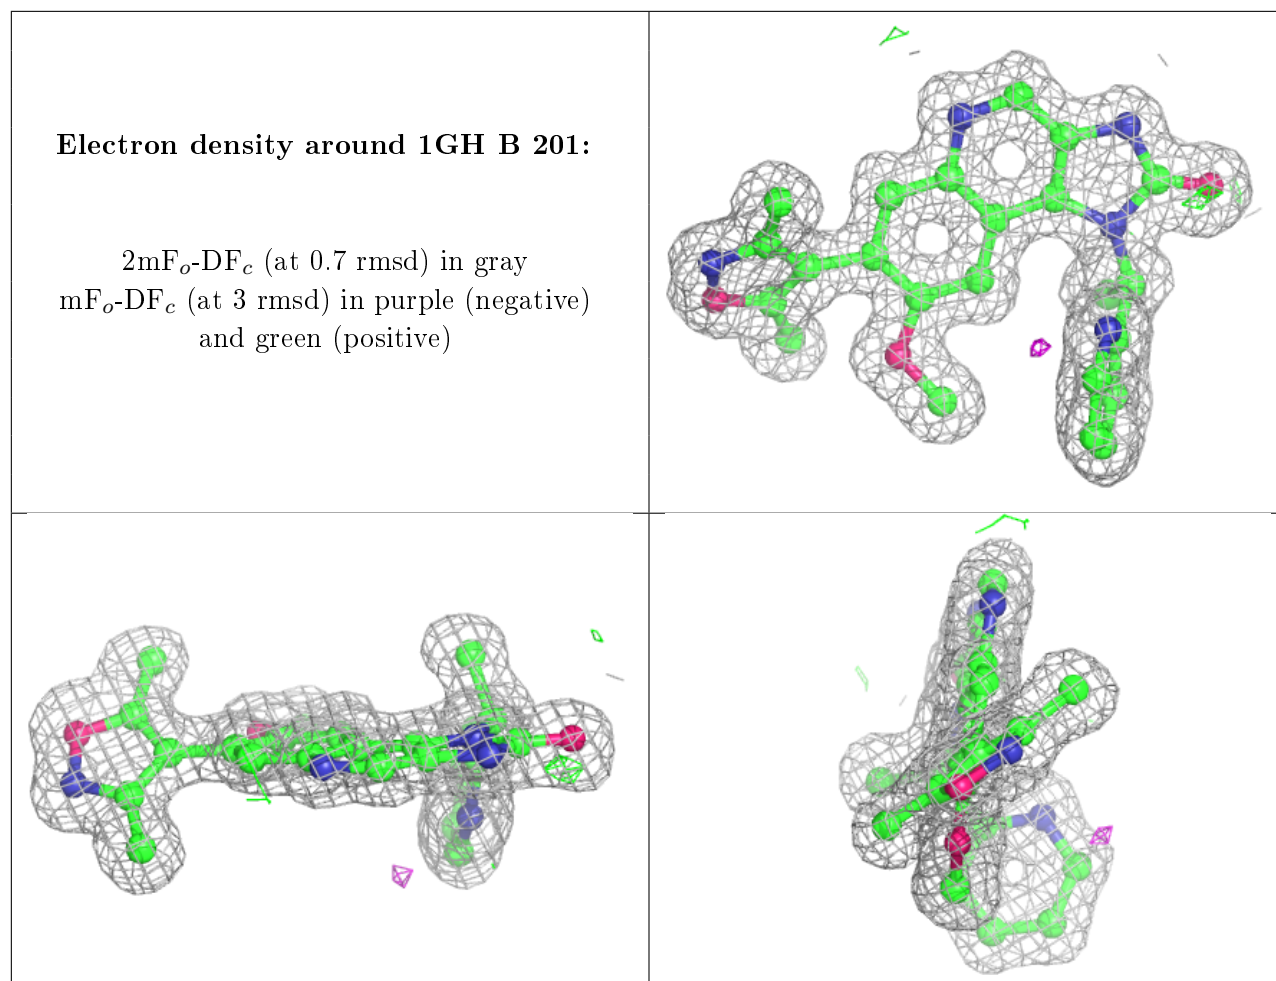 Electron density around 1GH B 201:
2mFo-DFc (at 0.7 rmsd) in gray
mFo-DFc (at 3 rmsd) in purple (negative)
and green (positive)